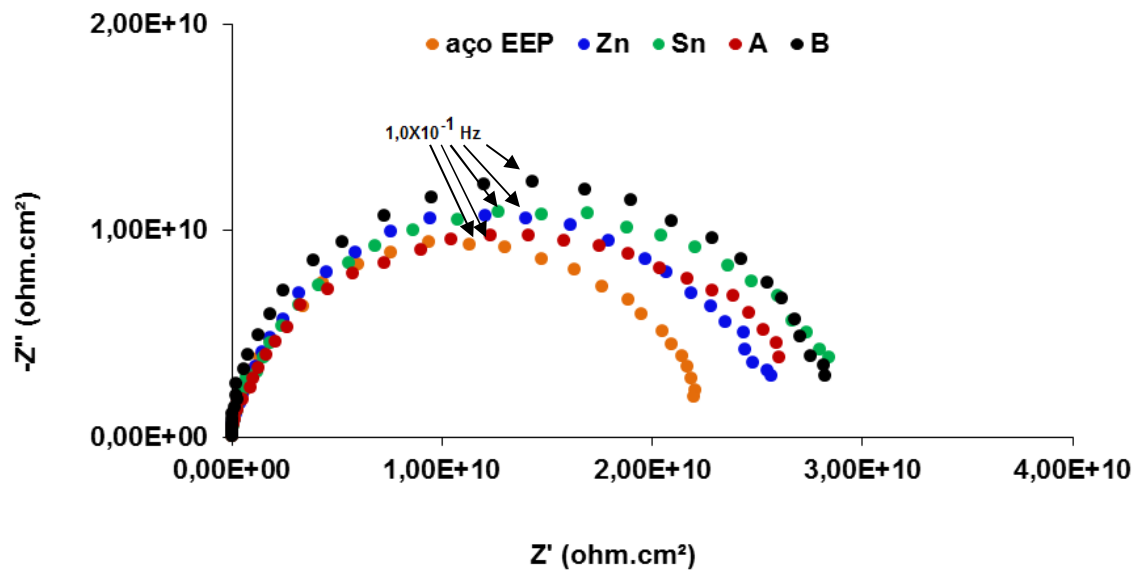 2,00E+10
aço EEP Zn Sn A B
1,0X10⁻¹ Hz
1,00E+10
-Z'' (ohm.cm²)
0,00E+00
0,00E+00 1,00E+10 2,00E+10 3,00E+10 4,00E+10
Z' (ohm.cm²)